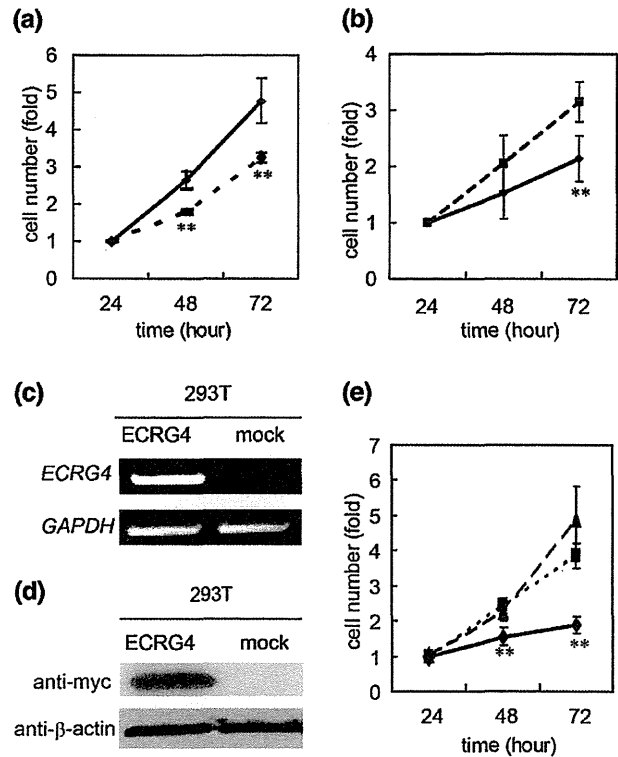 (a)
6
5
4
3
2
1
0
cell number (fold)
**
**
24 48 72
time (hour)
(b)
4
3
2
1
0
cell number (fold)
**
24 48 72
time (hour)
(c)
293T
ECRG4 mock
ECRG4
GAPDH
(d)
293T
ECRG4 mock
anti-myc
anti-β-actin
(e)
7
6
5
4
3
2
1
0
cell number (fold)
**
**
24 48 72
time (hour)